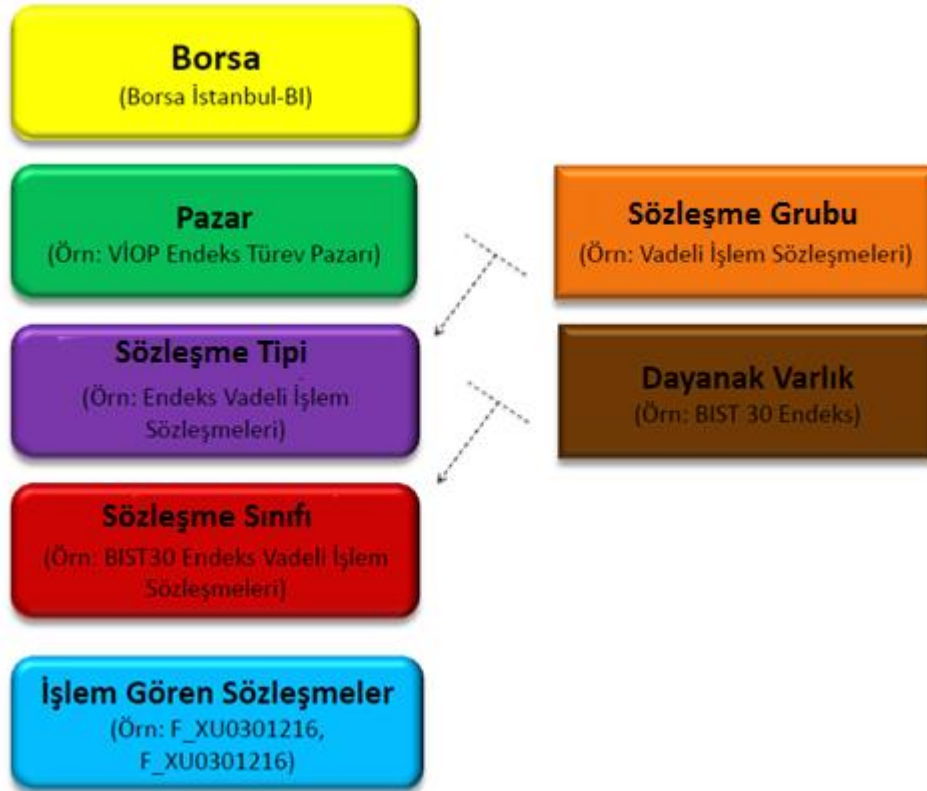 Borsa
(Borsa İstanbul-BI)
Pazar
(Örn: VİOP Endeks Türev Pazarı)
Sözleşme Grubu
(Örn: Vadeli İşlem Sözleşmeleri)
Sözleşme Tipi
(Örn: Endeks Vadeli İşlem
Sözleşmeleri)
Dayanak Varlık
(Örn: BIST 30 Endeks)
Sözleşme Sınıfı
(Örn: BIST30 Endeks Vadeli İşlem
Sözleşmeleri)
İşlem Gören Sözleşmeler
(Örn: F_XU0301216,
F_XU0301216)